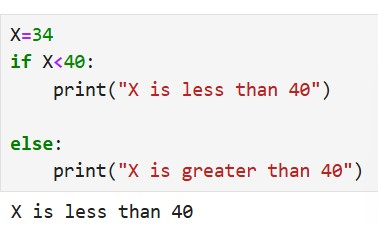 X=34
if X<40:
    print("X is less than 40")

else:
    print("X is greater than 40")
X is less than 40